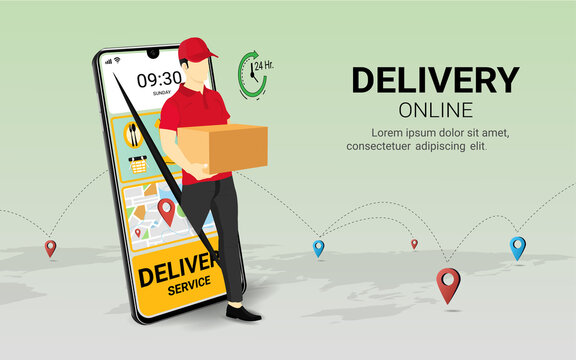 09:30
SUNDAY
24 Hr.
DELIVERY
ONLINE
Lorem ipsum dolor sit amet,
consectetuer adipiscing elit.
DELIVER
SERVICE